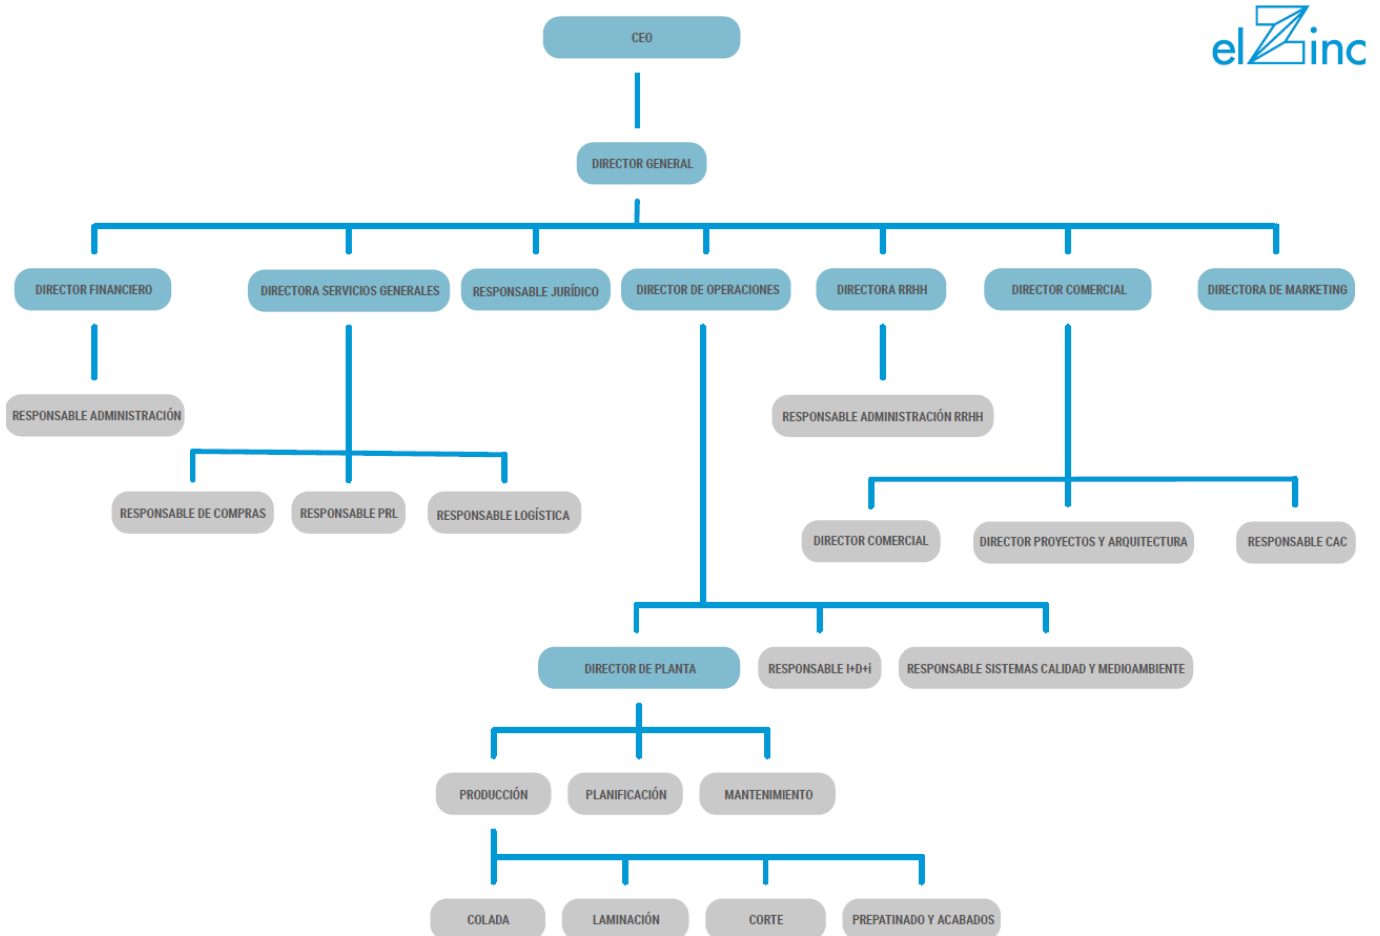 CEO
elZinc
DIRECTOR GENERAL
DIRECTOR FINANCIERO
DIRECTORA SERVICIOS GENERALES
RESPONSABLE JURÍDICO
DIRECTOR DE OPERACIONES
DIRECTORA RRHH
DIRECTOR COMERCIAL
DIRECTORA DE MARKETING
RESPONSABLE ADMINISTRACIÓN
RESPONSABLE ADMINISTRACIÓN RRHH
RESPONSABLE DE COMPRAS
RESPONSABLE PRL
RESPONSABLE LOGÍSTICA
DIRECTOR COMERCIAL
DIRECTOR PROYECTOS Y ARQUITECTURA
RESPONSABLE CAC
DIRECTOR DE PLANTA
RESPONSABLE I+D+i
RESPONSABLE SISTEMAS CALIDAD Y MEDIOAMBIENTE
PRODUCCIÓN
PLANIFICACIÓN
MANTENIMIENTO
COLADA
LAMINACIÓN
CORTE
PREPATINADO Y ACABADOS